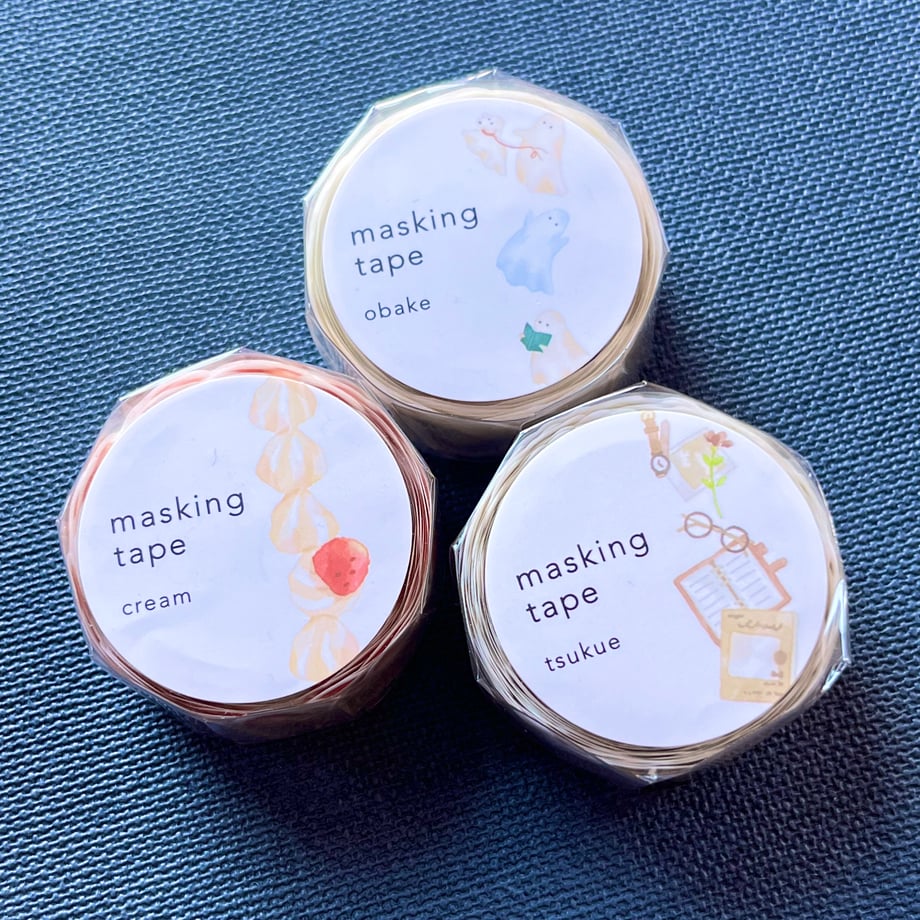 masking
tape
obake
masking
tape
cream
masking
tape
tsukue